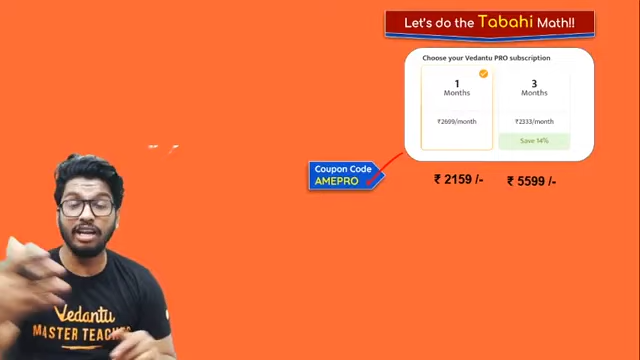 Let's do the Tabahi Math!!
Choose your Vedantu PRO subscription
1
Months
₹2699/month
3
Months
₹2333/month
Save 14%
Coupon Code
AMEPRO
₹ 2159 /-
₹ 5599 /-
Vedantu
MASTER TEACHER